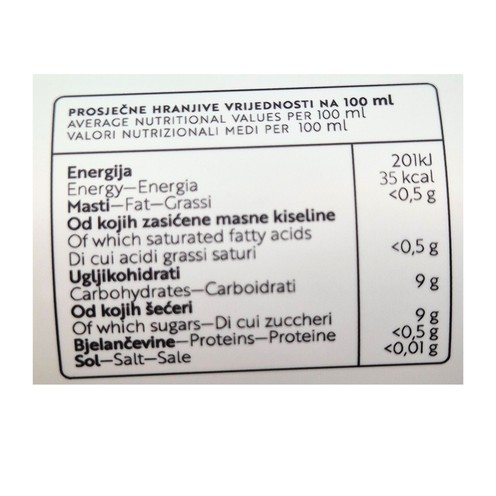 PROSJEČNE HRANJIVE VRIJEDNOSTI NA 100 ml
AVERAGE NUTRITIONAL VALUES PER 100 ml
VALORI NUTRIZIONALI MEDI PER 100 ml
Energija 201kJ
Energy—Energia 35 kcal
Masti—Fat—Grassi <0,5 g
Od kojih zasićene masne kiseline
Of which saturated fatty acids
Di cui acidi grassi saturi <0,5 g
Ugljikohidrati
Carbohydrates—Carboidrati 9 g
Od kojih šećeri
Of which sugars—Di cui zuccheri 9 g
Bjelančevine—Proteins—Proteine <0,5 g
Sol—Salt—Sale <0,01 g